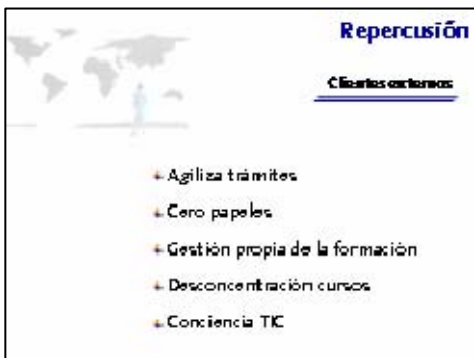 Repercusión
Clientes externos
Agiliza trámites
Cero papeles
Gestión propia de la formación
Desconcentración cursos
Conciencia TIC